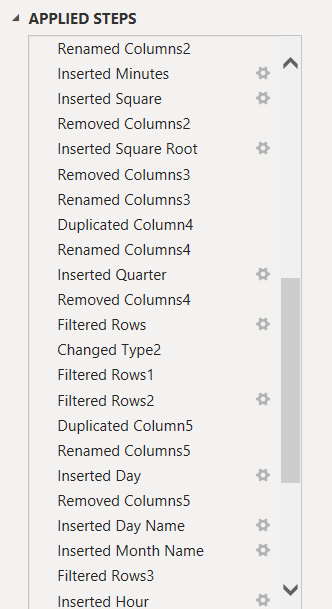 APPLIED STEPS
Renamed Columns2
Inserted Minutes
Inserted Square
Removed Columns2
Inserted Square Root
Removed Columns3
Renamed Columns3
Duplicated Column4
Renamed Columns4
Inserted Quarter
Removed Columns4
Filtered Rows
Changed Type2
Filtered Rows1
Filtered Rows2
Duplicated Column5
Renamed Columns5
Inserted Day
Removed Columns5
Inserted Day Name
Inserted Month Name
Filtered Rows3
Inserted Hour